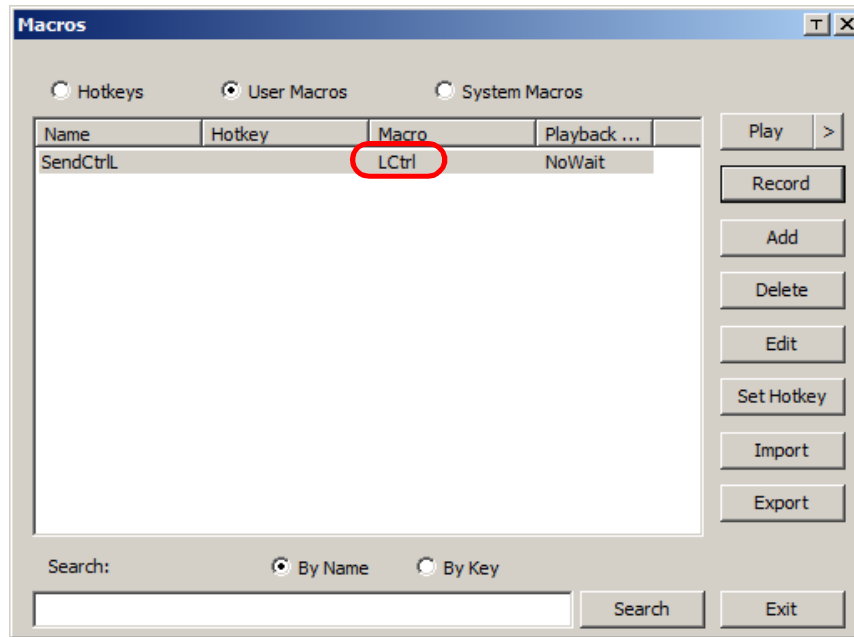 Macros
Hotkeys User Macros System Macros
Name Hotkey Macro Playback ...
SendCtrlL LCtrl NoWait
Play >
Record
Add
Delete
Edit
Set Hotkey
Import
Export
Search: By Name By Key
Search Exit